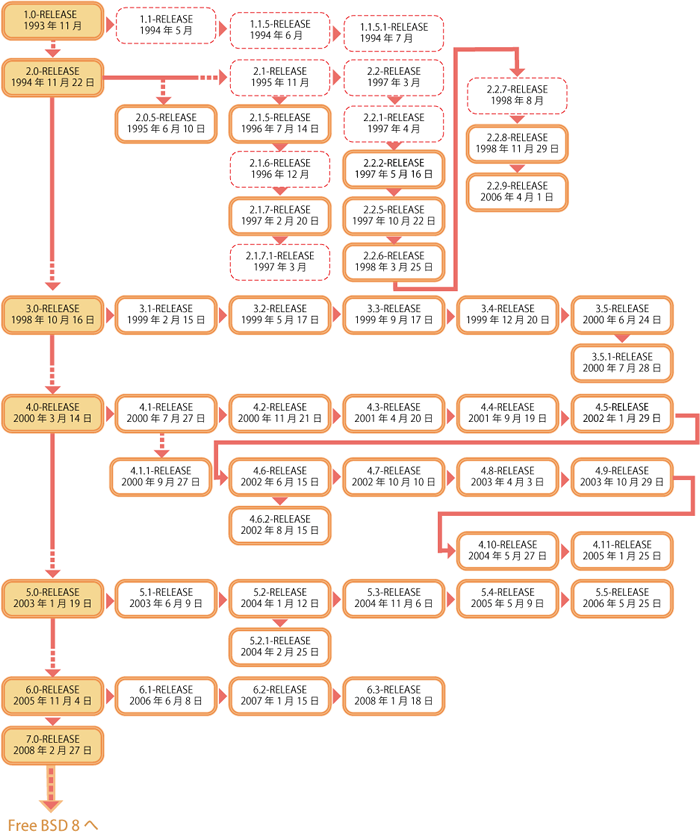 1.0-RELEASE
1993 年 11 月
1.1-RELEASE
1994 年 5 月
1.1.5-RELEASE
1994 年 6 月
1.1.5.1-RELEASE
1994 年 7 月
2.0-RELEASE
1994 年 11 月 22 日
2.1-RELEASE
1995 年 11 月
2.2-RELEASE
1997 年 3 月
2.2.7-RELEASE
1998 年 8 月
2.0.5-RELEASE
1995 年 6 月 10 日
2.1.5-RELEASE
1996 年 7 月 14 日
2.2.1-RELEASE
1997 年 4 月
2.2.8-RELEASE
1998 年 11 月 29 日
2.1.6-RELEASE
1996 年 12 月
2.2.2-RELEASE
1997 年 5 月 16 日
2.2.9-RELEASE
2006 年 4 月 1 日
2.1.7-RELEASE
1997 年 2 月 20 日
2.2.5-RELEASE
1997 年 10 月 22 日
2.1.7.1-RELEASE
1997 年 3 月
2.2.6-RELEASE
1998 年 3 月 25 日
3.0-RELEASE
1998 年 10 月 16 日
3.1-RELEASE
1999 年 2 月 15 日
3.2-RELEASE
1999 年 5 月 17 日
3.3-RELEASE
1999 年 9 月 17 日
3.4-RELEASE
1999 年 12 月 20 日
3.5-RELEASE
2000 年 6 月 24 日
3.5.1-RELEASE
2000 年 7 月 28 日
4.0-RELEASE
2000 年 3 月 14 日
4.1-RELEASE
2000 年 7 月 27 日
4.2-RELEASE
2000 年 11 月 21 日
4.3-RELEASE
2001 年 4 月 20 日
4.4-RELEASE
2001 年 9 月 19 日
4.5-RELEASE
2002 年 1 月 29 日
4.1.1-RELEASE
2000 年 9 月 27 日
4.6-RELEASE
2002 年 6 月 15 日
4.7-RELEASE
2002 年 10 月 10 日
4.8-RELEASE
2003 年 4 月 3 日
4.9-RELEASE
2003 年 10 月 29 日
4.6.2-RELEASE
2002 年 8 月 15 日
4.10-RELEASE
2004 年 5 月 27 日
4.11-RELEASE
2005 年 1 月 25 日
5.0-RELEASE
2003 年 1 月 19 日
5.1-RELEASE
2003 年 6 月 9 日
5.2-RELEASE
2004 年 1 月 12 日
5.3-RELEASE
2004 年 11 月 6 日
5.4-RELEASE
2005 年 5 月 9 日
5.5-RELEASE
2006 年 5 月 25 日
5.2.1-RELEASE
2004 年 2 月 25 日
6.0-RELEASE
2005 年 11 月 4 日
6.1-RELEASE
2006 年 6 月 8 日
6.2-RELEASE
2007 年 1 月 15 日
6.3-RELEASE
2008 年 1 月 18 日
7.0-RELEASE
2008 年 2 月 27 日
Free BSD 8 へ